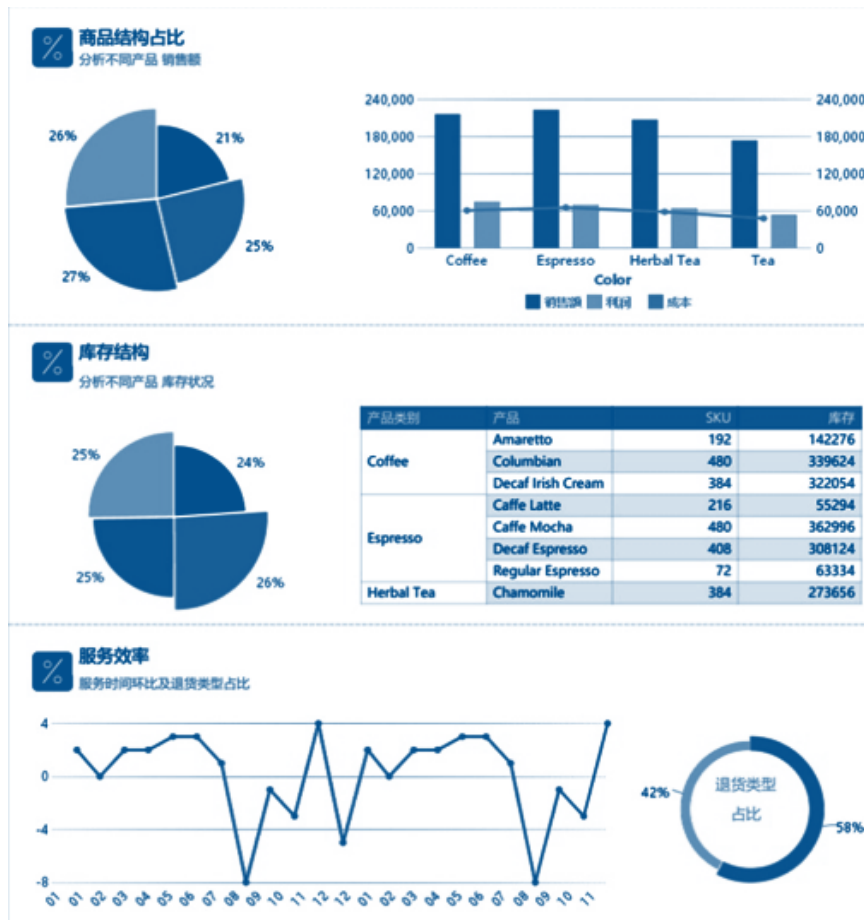 商品结构占比
分析不同产品 销售额
26%
21%
25%
27%
240,000
180,000
120,000
60,000
0
240,000
180,000
120,000
60,000
0
Coffee Espresso Herbal Tea Tea
Color
销售额 利润 成本
库存结构
分析不同产品 库存状况
25%
24%
25%
26%
产品类别 产品 SKU 库存
Amaretto 192 142276
Coffee Columbian 480 339624
Decaf Irish Cream 384 322054
Caffe Latte 216 55294
Caffe Mocha 480 362996
Espresso
Decaf Espresso 408 308124
Regular Espresso 72 63334
Herbal Tea Chamomile 384 273656
服务效率
服务时间环比及退货类型占比
4
0
-4
-8
01 01 02 03 04 05 06 07 08 09 10 11 12 12 01 02 03 04 05 06 07 08 09 10 11
退货类型
占比
42%
58%